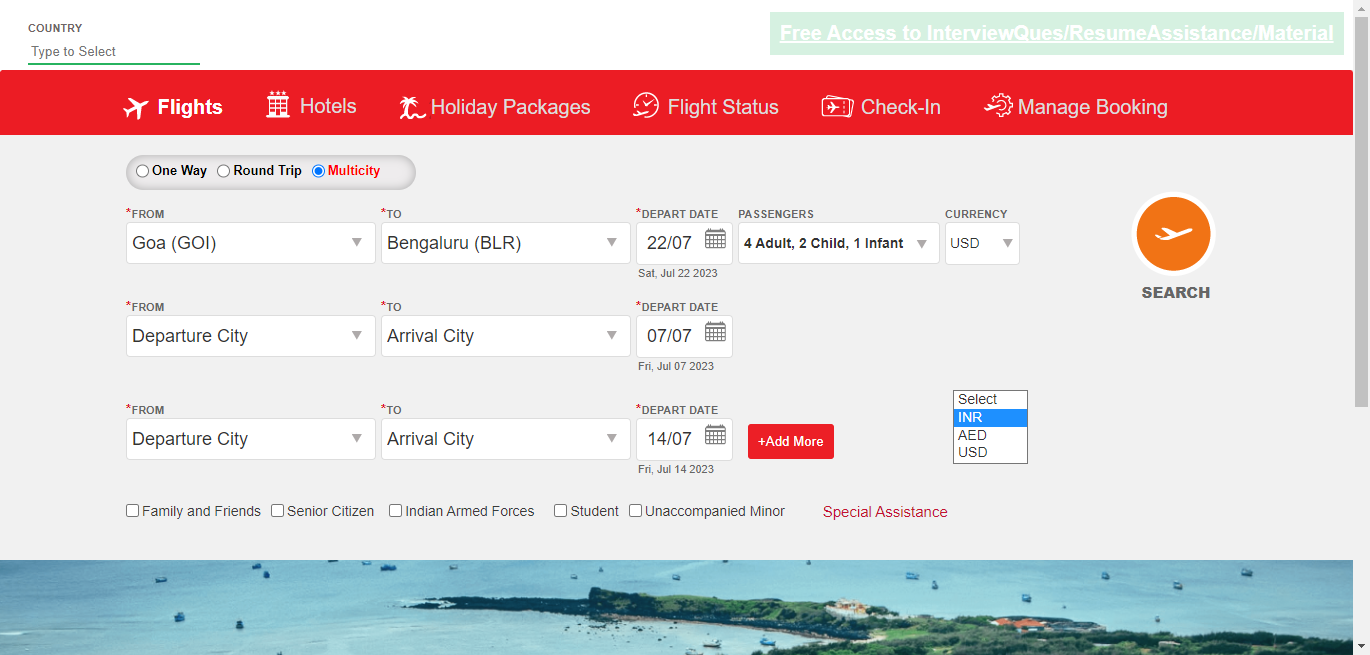 COUNTRY
Type to Select
Free Access to InterviewQues/ResumeAssistance/Material
Flights Hotels Holiday Packages Flight Status Check-In Manage Booking
One Way Round Trip Multicity
*FROM *TO *DEPART DATE PASSENGERS CURRENCY
Goa (GOI) Bengaluru (BLR) 22/07 4 Adult, 2 Child, 1 Infant USD
Sat, Jul 22 2023
SEARCH
*FROM *TO *DEPART DATE
Departure City Arrival City 07/07
Fri, Jul 07 2023
*FROM *TO *DEPART DATE
Departure City Arrival City 14/07 +Add More
Fri, Jul 14 2023
Select
INR
AED
USD
Family and Friends Senior Citizen Indian Armed Forces Student Unaccompanied Minor Special Assistance